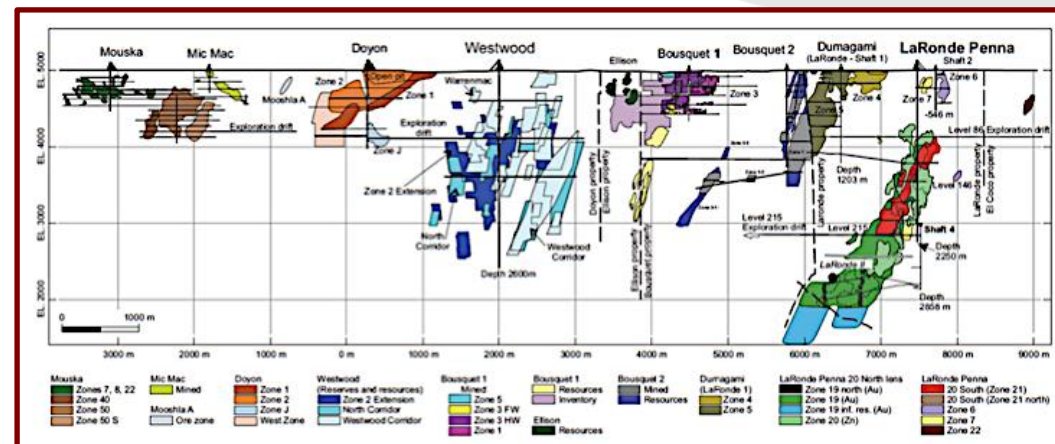 Mouska
Mic Mac
Doyon
Westwood
Ellison
Bousquet 1
Bousquet 2
Dumagami
(LaRonde - Shaft 1)
LaRonde Penna
Shaft 2
EL 5000
EL 4000
EL 3000
EL 2000
Mooshla A
Exploration drift
Zone 2
Open pit
Zone 1
Zone J
Warrenmac
Exploration
drift
Zone 2 Extension
North
Corridor
Westwood
Corridor
Depth 2600m
Doyon property
Ellison property
Ellison property
Bousquet property
Zone 3
Zone 4
Zone 5
Depth
1203 m
Laronde property
Zone 6
Zone 7
-546 m
Level 86 Exploration drift
LaRonde property
El Coco property
Level 146
Level 215
Exploration drift
Level 215
Shaft 4
Depth
2250 m
LaRonde II
Depth
2858 m
0 1000 m
3000 m 2000 m 1000 m 0 m 1000 m 2000 m 3000 m 4000 m 5000 m 6000 m 7000 m 8000 m 9000 m
Mouska
Zones 7, 8, 22
Zone 40
Zone 50
Zone 50 S
Mic Mac
Mined
Mooshla A
Ore zone
Doyon
Zone 1
Zone 2
Zone J
West Zone
Westwood
(Reserves and resources)
Zone 2 Extension
North Corridor
Westwood Corridor
Bousquet 1
Mined
Zone 5
Zone 3 FW
Zone 3 HW
Zone 1
Bousquet 1
Resources
Inventory
Ellison
Resources
Bousquet 2
Mined
Resources
Dumagami
(LaRonde 1)
Zone 4
Zone 5
LaRonde Penna 20 North lens
Zone 19 north (Au)
Zone 19 (Au)
Zone 19 inf. res. (Au)
Zone 20 (Zn)
LaRonde Penna
20 South (Zone 21)
20 South (Zone 21 north)
Zone 6
Zone 7
Zone 22